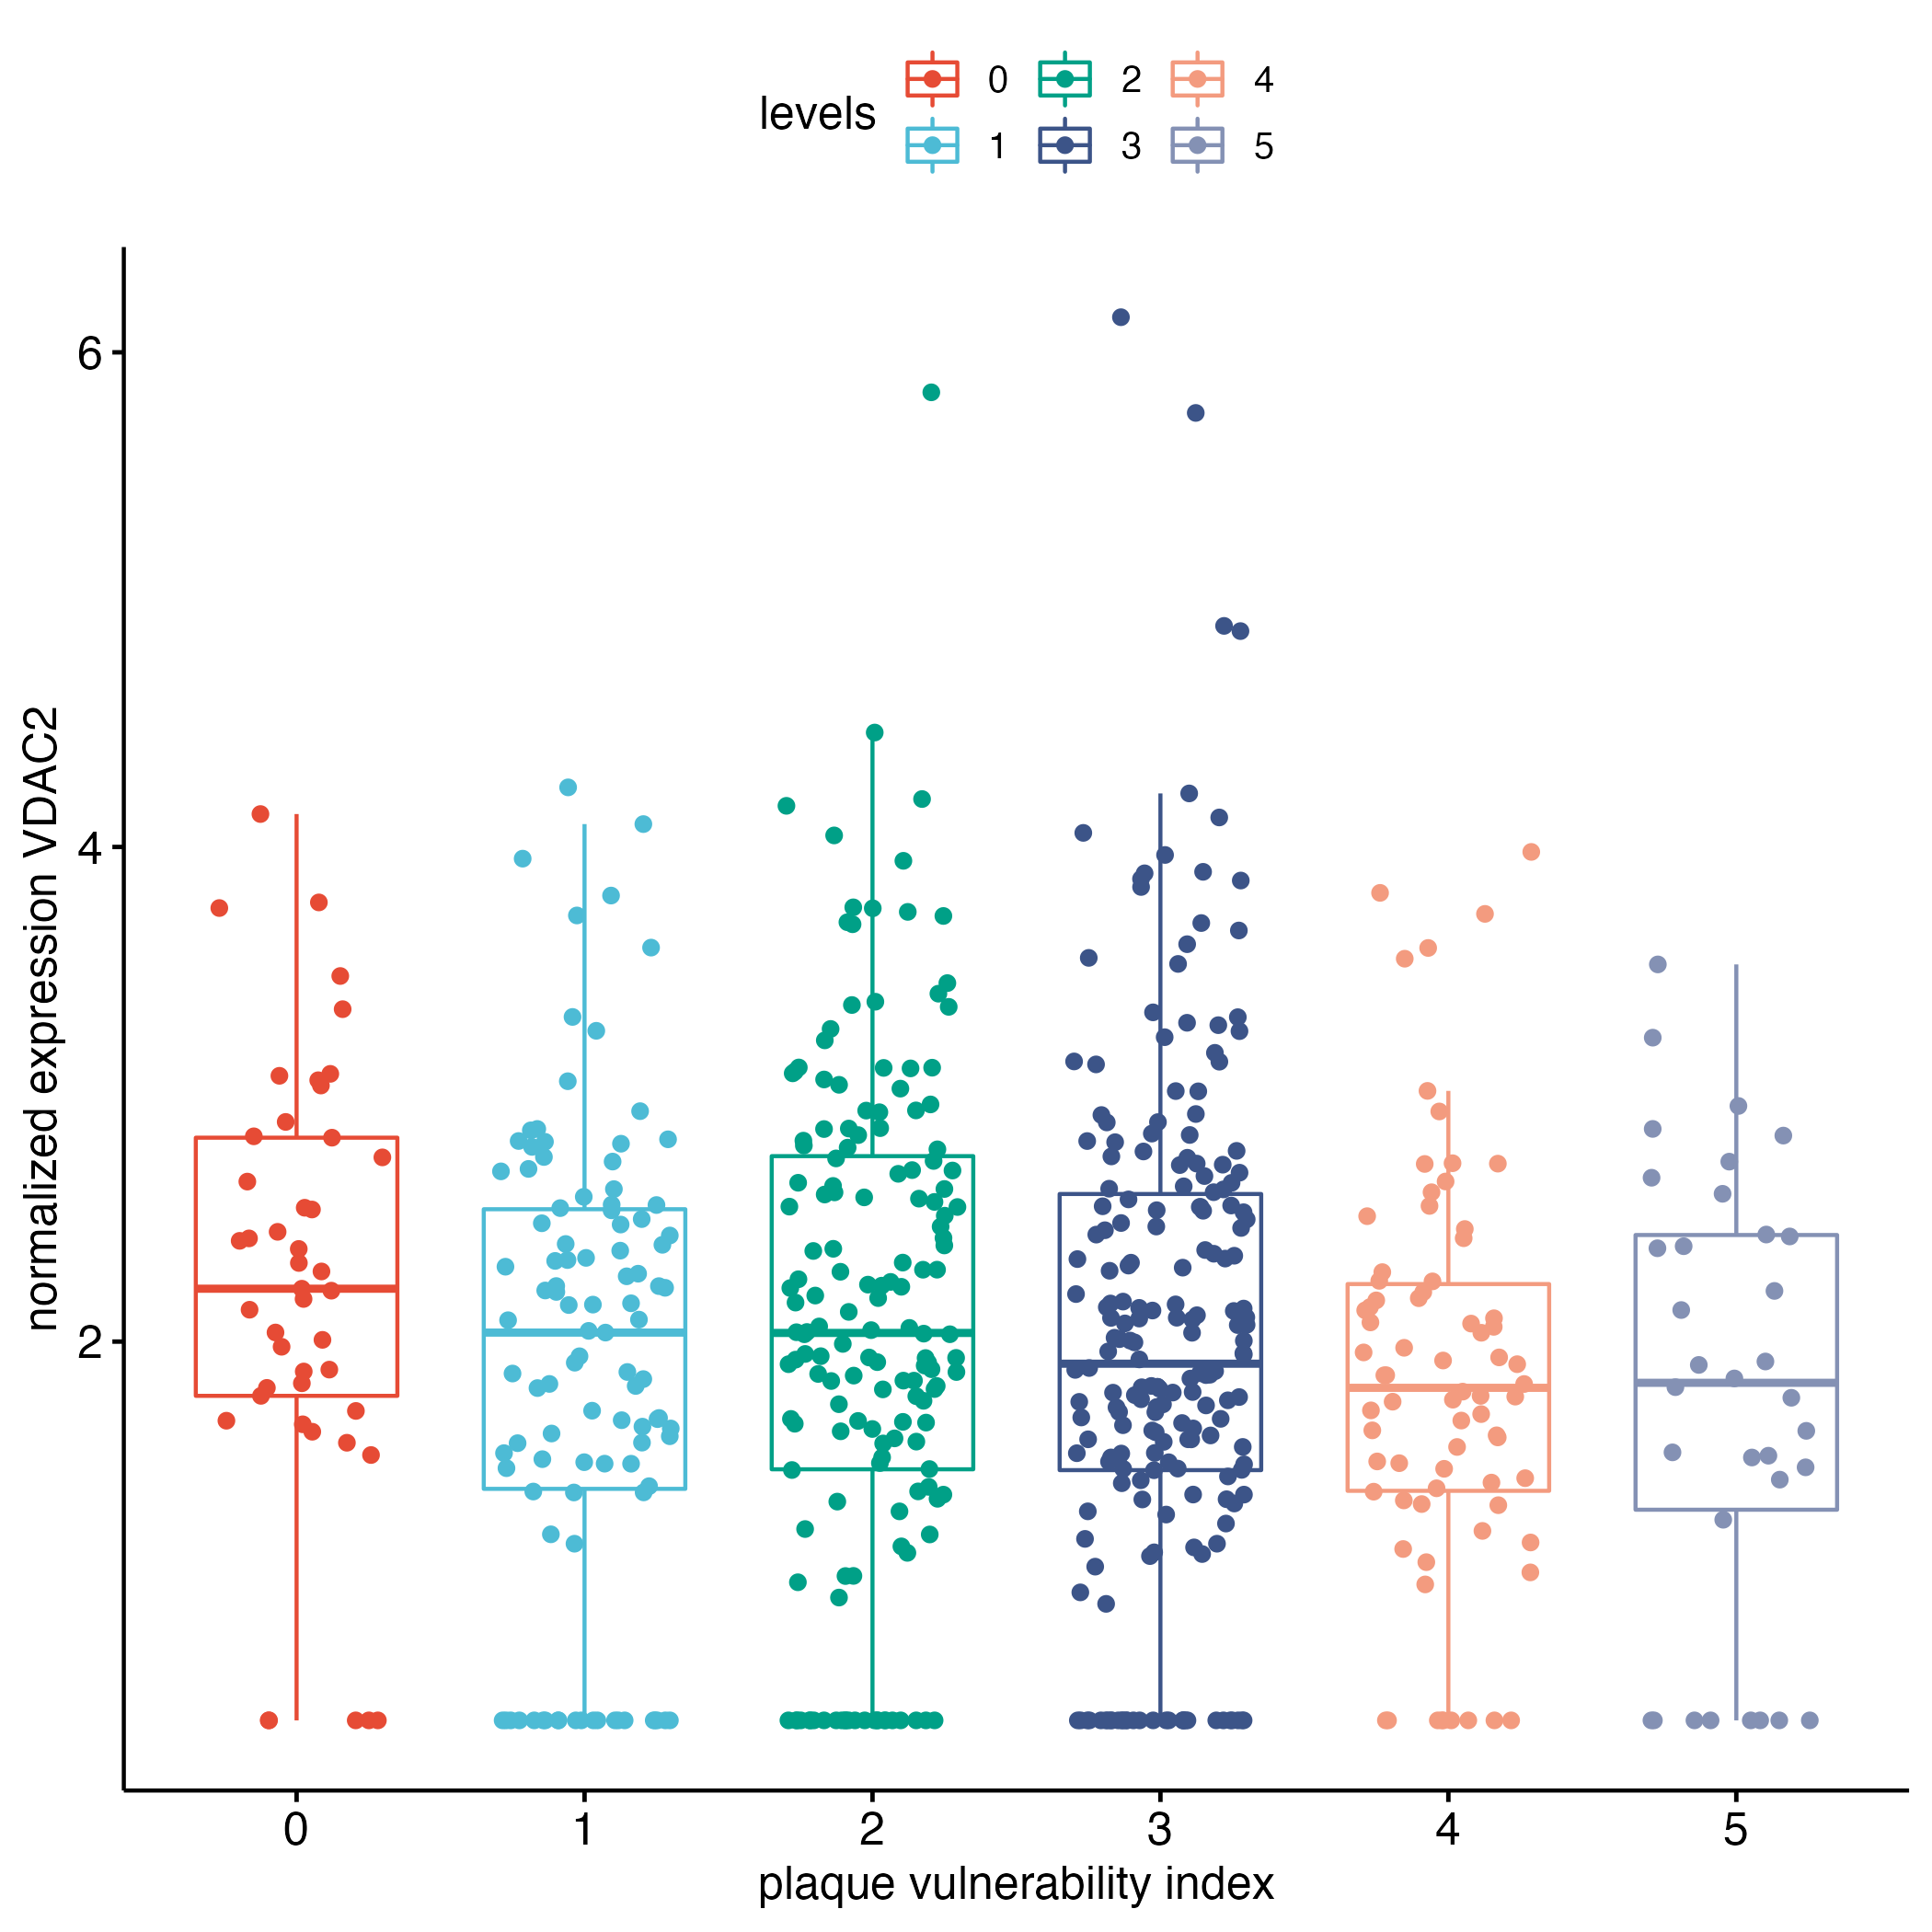 levels
0 2 4
1 3 5
normalized expression VDAC2
6
4
2
0 1 2 3 4 5
plaque vulnerability index